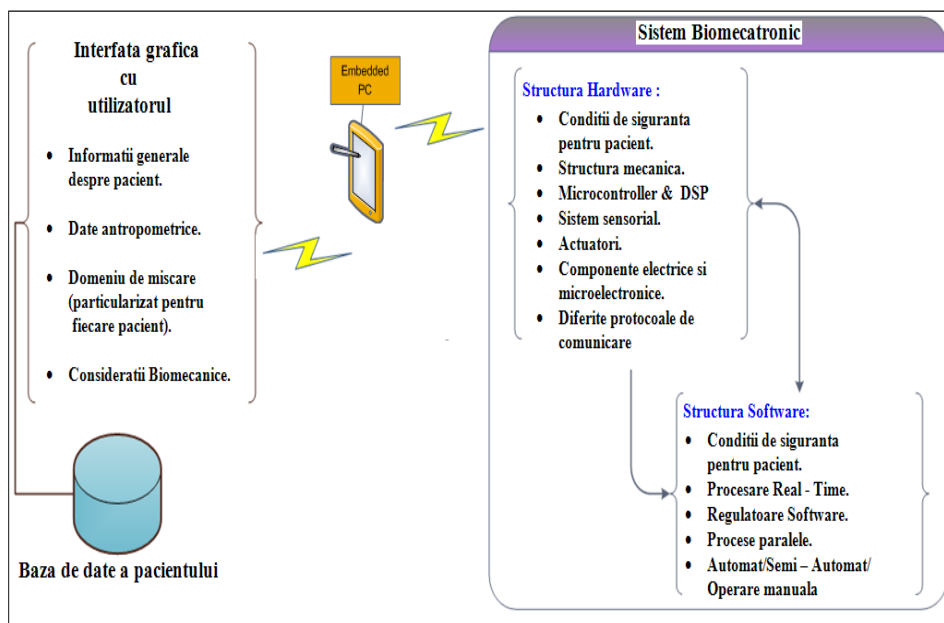 Interfata grafica
cu
utilizatorul
• Informatii generale
despre pacient.
• Date antropometrice.
• Domeniu de miscare
(particularizat pentru
fiecare pacient).
• Consideratii Biomecanice.
Baza de date a pacientului
Embedded
PC
Sistem Biomecatronic
Structura Hardware :
• Conditii de siguranta
pentru pacient.
• Structura mecanica.
• Microcontroller & DSP
• Sistem sensorial.
• Actuatori.
• Componente electrice si
microelectronice.
• Diferite protocoale de
comunicare
Structura Software:
• Conditii de siguranta
pentru pacient.
• Procesare Real - Time.
• Regulatoare Software.
• Procese paralele.
• Automat/Semi – Automat/
Operare manuala